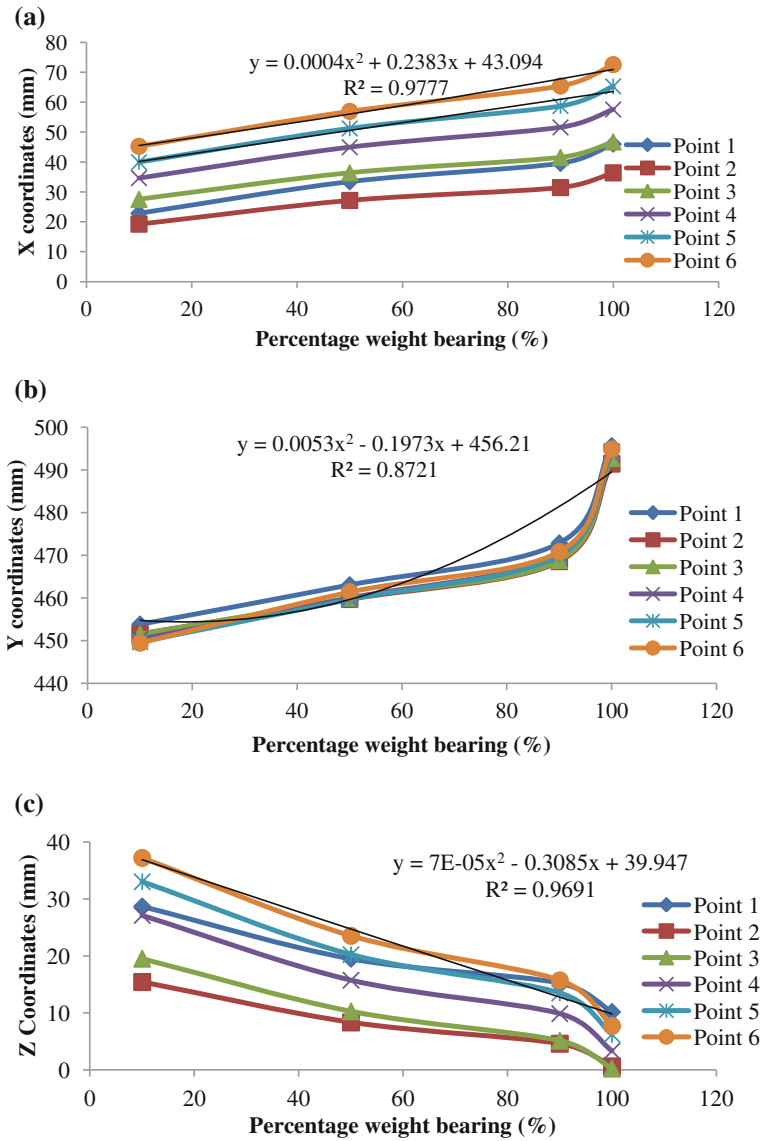 (a)
80
70
60
50
40
30
20
10
0
X coordinates (mm)
y = 0.0004x² + 0.2383x + 43.094
R² = 0.9777
Point 1
Point 2
Point 3
Point 4
Point 5
Point 6
0 20 40 60 80 100 120
Percentage weight bearing (%)
(b)
500
490
480
470
460
450
440
Y coordinates (mm)
y = 0.0053x² - 0.1973x + 456.21
R² = 0.8721
Point 1
Point 2
Point 3
Point 4
Point 5
Point 6
0 20 40 60 80 100 120
Percentage weight bearing (%)
(c)
40
30
20
10
0
Z Coordinates (mm)
y = 7E-05x² - 0.3085x + 39.947
R² = 0.9691
Point 1
Point 2
Point 3
Point 4
Point 5
Point 6
0 20 40 60 80 100 120
Percentage weight bearing (%)